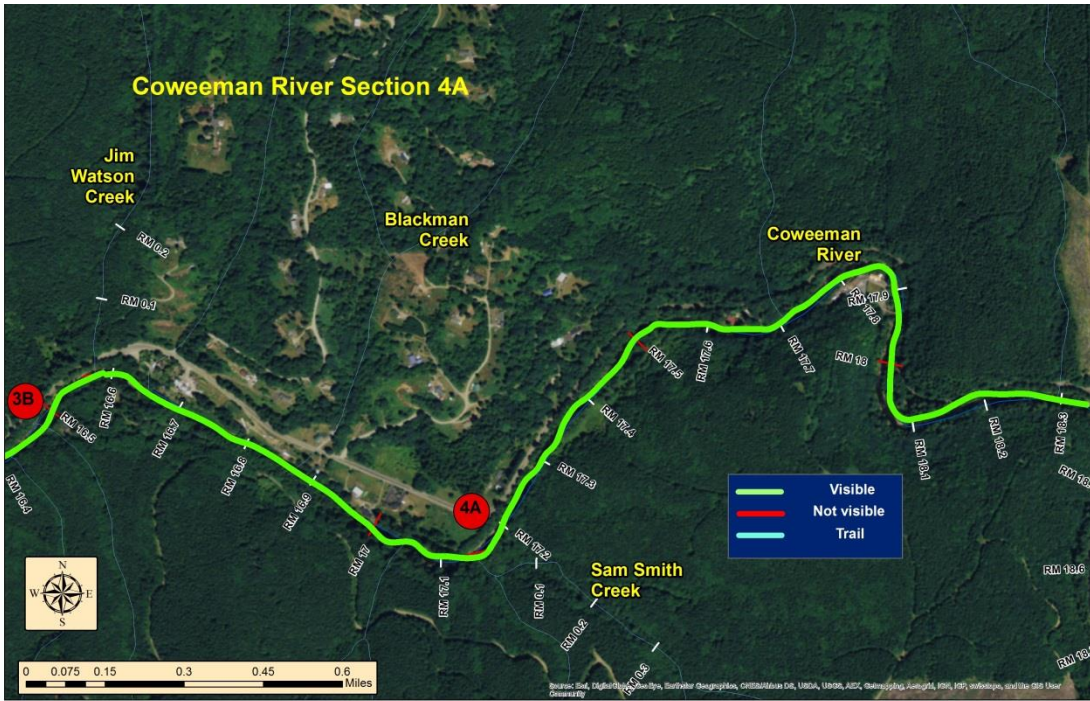 Coweeman River Section 4A
Jim
Watson
Creek
Blackman
Creek
Coweeman
River
RM 0.2
RM 0.1
3B
RM 16.4
RM 16.5
RM 16.6
RM 16.7
RM 16.8
RM 16.9
RM 17
RM 17.1
4A
RM 17.2
RM 17.3
RM 17.4
RM 17.5
RM 17.6
RM 17.7
RM 17.8
RM 17.9
RM 18
RM 18.1
RM 18.2
RM 18.3
RM 18.6
Visible
Not visible
Trail
Sam Smith
Creek
RM 0.1
RM 0.2
RM 0.3
N
W E
S
0 0.075 0.15 0.3 0.45 0.6
Miles
Community